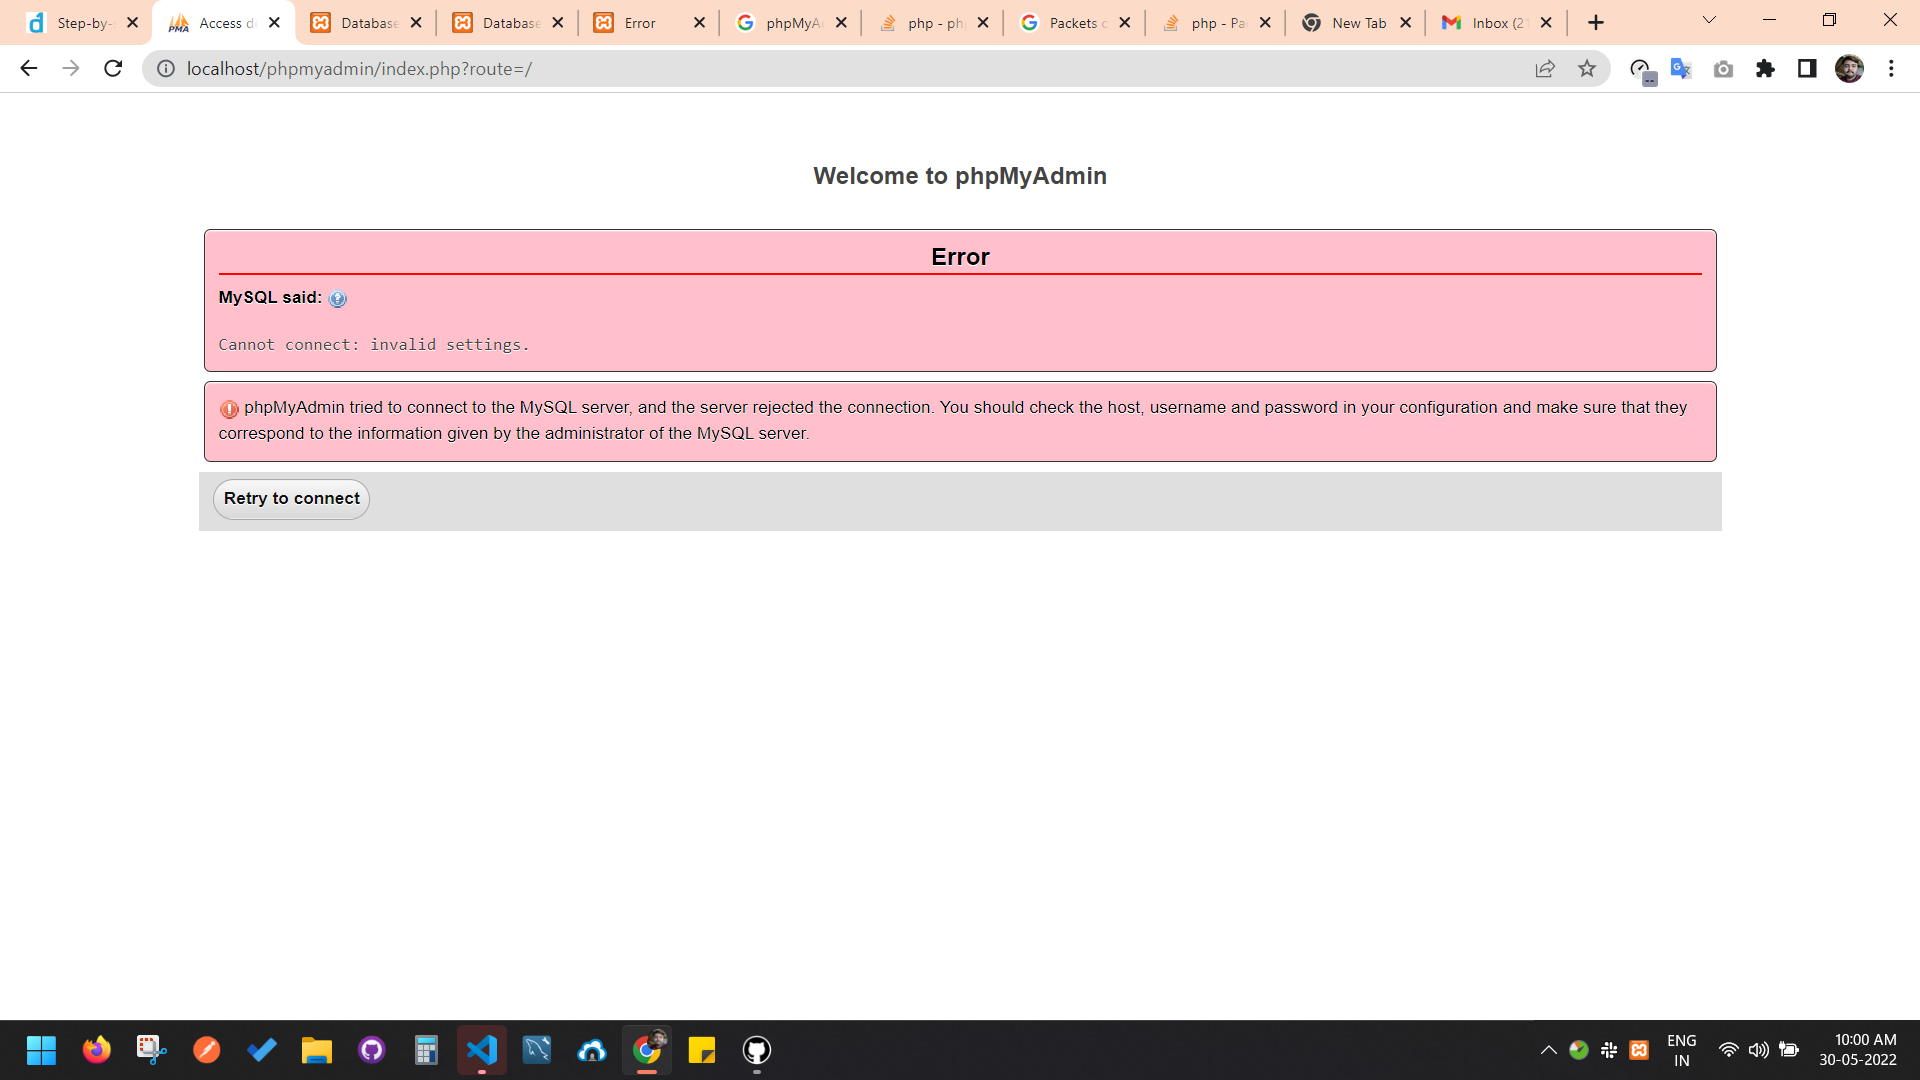 Step-by-
Access de
Database
Database
Error
phpMyA
php - ph
Packets o
php - Pa
New Tab
Inbox (21
localhost/phpmyadmin/index.php?route=/
Welcome to phpMyAdmin
Error
MySQL said:
Cannot connect: invalid settings.
phpMyAdmin tried to connect to the MySQL server, and the server rejected the connection. You should check the host, username and password in your configuration and make sure that they
correspond to the information given by the administrator of the MySQL server.
Retry to connect
ENG
IN
10:00 AM
30-05-2022